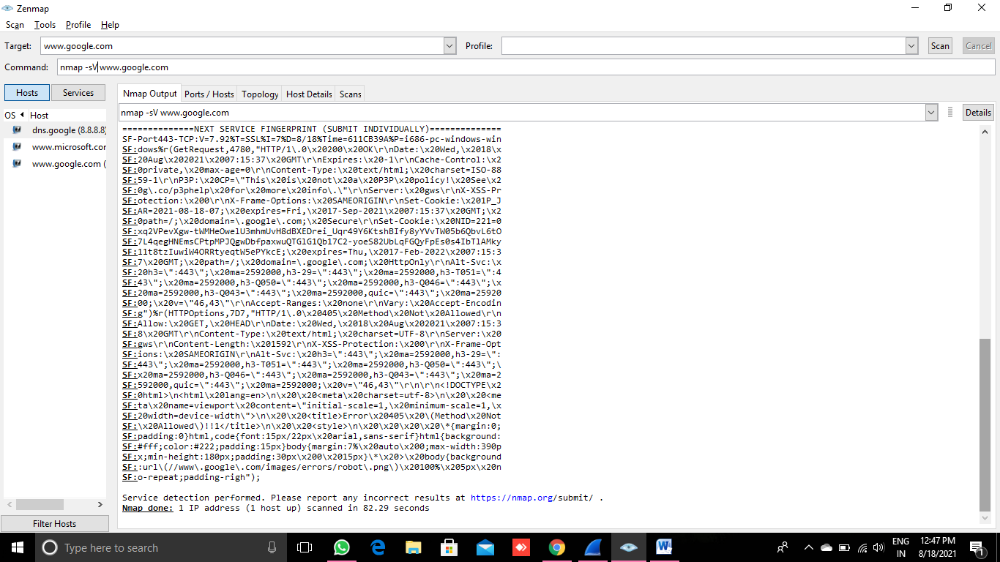 Zenmap
Scan Tools Profile Help
Target: www.google.com Profile: Scan Cancel
Command: nmap -sV www.google.com
Hosts Services
Nmap Output Ports / Hosts Topology Host Details Scans
OS Host
nmap -sV www.google.com Details
dns.google (8.8.8.8)
www.microsoft.cor
www.google.com (
==============NEXT SERVICE FINGERPRINT (SUBMIT INDIVIDUALLY)==============
SF-Port443-TCP:V=7.92%T=SSL%I=7%D=8/18%Time=611CB39A%P=i686-pc-windows-win
SF:dows%r(GetRequest,4780,"HTTP/1\.0\x20200\x20OK\r\nDate:\x20Wed,\x2018\x
SF:20Aug\x202021\x2007:15:37\x20GMT\r\nExpires:\x20-1\r\nCache-Control:\x2
SF:0private,\x20max-age=0\r\nContent-Type:\x20text/html;\x20charset=ISO-88
SF:59-1\r\nP3P:\x20CP=\"This\x20is\x20not\x20a\x20P3P\x20policy!\x20See\x2
SF:0g\.co/p3phelp\x20for\x20more\x20info\.\"\r\nServer:\x20gws\r\nX-XSS-Pr
SF:otection:\x200\r\nX-Frame-Options:\x20SAMEORIGIN\r\nSet-Cookie:\x201P_J
SF:AR=2021-08-18-07;\x20expires=Fri,\x2017-Sep-2021\x2007:15:37\x20GMT;\x2
SF:0path=/;\x20domain=\.google\.com;\x20Secure\r\nSet-Cookie:\x20NID=221=0
SF:xq2VPevXgw-tWMHeOwelU3mhmUvH8dBXEDrei_Uqr49Y6KtshBIfy8yYVvTW05b6QbvL6tO
SF:7L4qegHNEmsCPtpMPJQgwDbfpaxwuQTGlG1Qb17C2-yoeS82UbLqFGQyFpEs0s4IbTlAMky
SF:11t8tzIuwiW4ORRtyeqtW5ePYkcE;\x20expires=Thu,\x2017-Feb-2022\x2007:15:3
SF:7\x20GMT;\x20path=/;\x20domain=\.google\.com;\x20HttpOnly\r\nAlt-Svc:\x
SF:20h3=\":443\";\x20ma=2592000,h3-29=\":443\";\x20ma=2592000,h3-T051=\":4
SF:43\";\x20ma=2592000,h3-Q050=\":443\";\x20ma=2592000,h3-Q046=\":443\";\x
SF:20ma=2592000,h3-Q043=\":443\";\x20ma=2592000,quic=\":443\";\x20ma=25920
SF:00;\x20v=\"46,43\"\r\nAccept-Ranges:\x20none\r\nVary:\x20Accept-Encodin
SF:g")%r(HTTPOptions,7D7,"HTTP/1\.0\x20405\x20Method\x20Not\x20Allowed\r\n
SF:Allow:\x20GET,\x20HEAD\r\nDate:\x20Wed,\x2018\x20Aug\x202021\x2007:15:3
SF:8\x20GMT\r\nContent-Type:\x20text/html;\x20charset=UTF-8\r\nServer:\x20
SF:gws\r\nContent-Length:\x201592\r\nX-XSS-Protection:\x200\r\nX-Frame-Opt
SF:ions:\x20SAMEORIGIN\r\nAlt-Svc:\x20h3=\":443\";\x20ma=2592000,h3-29=\":
SF:443\";\x20ma=2592000,h3-T051=\":443\";\x20ma=2592000,h3-Q050=\":443\";\
SF:x20ma=2592000,h3-Q046=\":443\";\x20ma=2592000,h3-Q043=\":443\";\x20ma=2
SF:592000,quic=\":443\";\x20ma=2592000;\x20v=\"46,43\"\r\n\r\n<!DOCTYPE\x2
SF:0html>\n<html\x20lang=en>\n\x20\x20<meta\x20charset=utf-8>\n\x20\x20<me
SF:ta\x20name=viewport\x20content=\"initial-scale=1,\x20minimum-scale=1,\x
SF:20width=device-width\">\n\x20\x20<title>Error\x20405\x20\(Method\x20Not
SF:\x20Allowed\)!!1</title>\n\x20\x20<style>\n\x20\x20\x20\x20\*{margin:0;
SF:padding:0}html,code{font:15px/22px\x20arial,sans-serif}html{background:
SF:#fff;color:#222;padding:15px}body{margin:7%\x20auto\x200;max-width:390p
SF:x;min-height:180px;padding:30px\x200\x2015px}\*\x20>\x20body{background
SF::url\(//www\.google\.com/images/errors/robot\.png\)\x20100%\x205px\x20n
SF:o-repeat;padding-righ");
Service detection performed. Please report any incorrect results at https://nmap.org/submit/ .
Nmap done: 1 IP address (1 host up) scanned in 82.29 seconds
Filter Hosts
Type here to search
ENG
IN
12:47 PM
8/18/2021
1